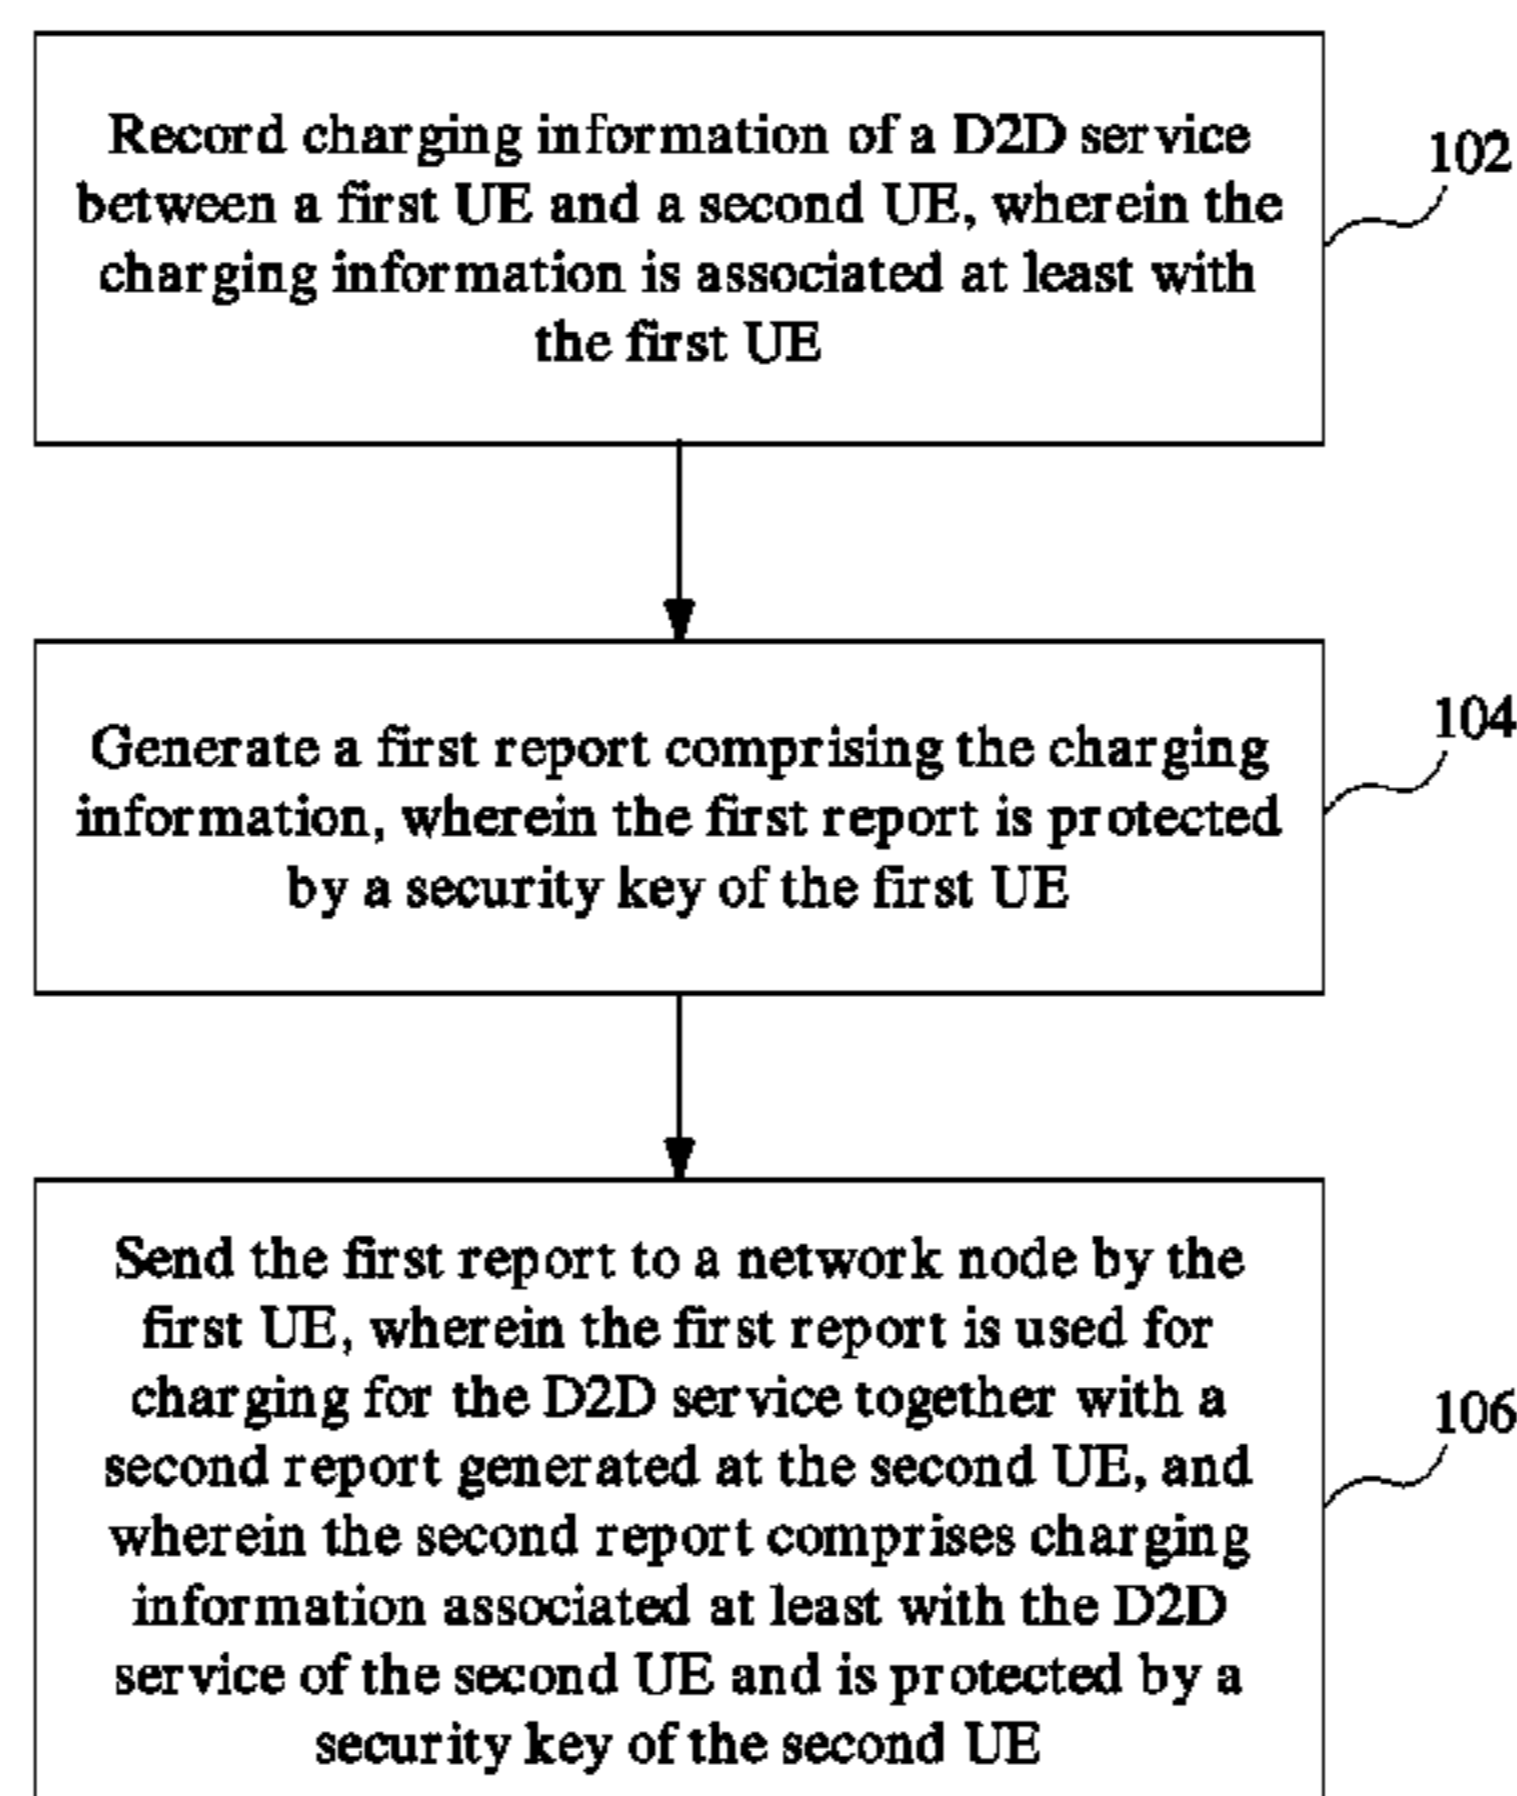 Record charging information of a D2D service
between a first UE and a second UE, wherein the
charging information is associated at least with
the first UE
102
Generate a first report comprising the charging
information, wherein the first report is protected
by a security key of the first UE
104
Send the first report to a network node by the
first UE, wherein the first report is used for
charging for the D2D service together with a
second report generated at the second UE, and
wherein the second report comprises charging
information associated at least with the D2D
service of the second UE and is protected by a
security key of the second UE
106